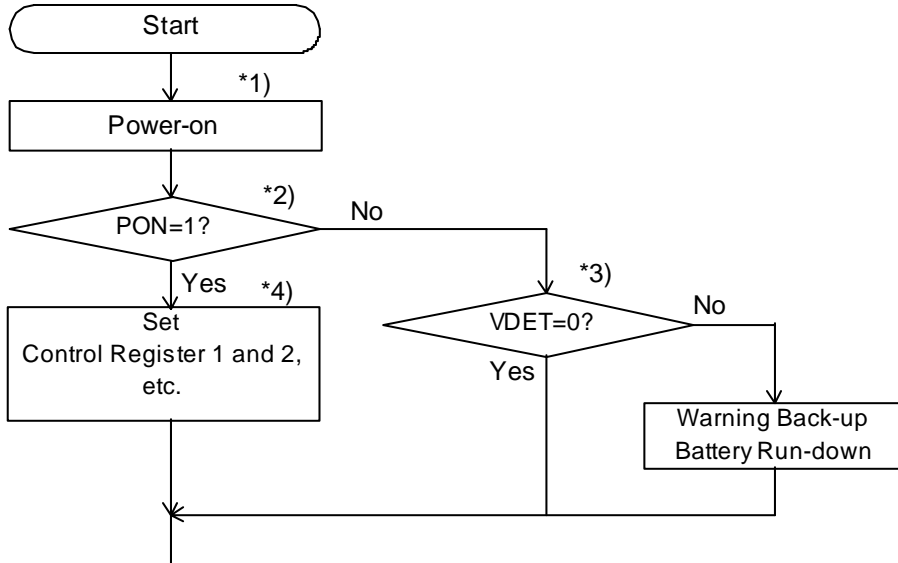 Start
*1)
Power-on
*2)
PON=1?
No
Yes
*4)
*3)
Set
Control Register 1 and 2,
etc.
VDET=0?
No
Yes
Warning Back-up
Battery Run-down